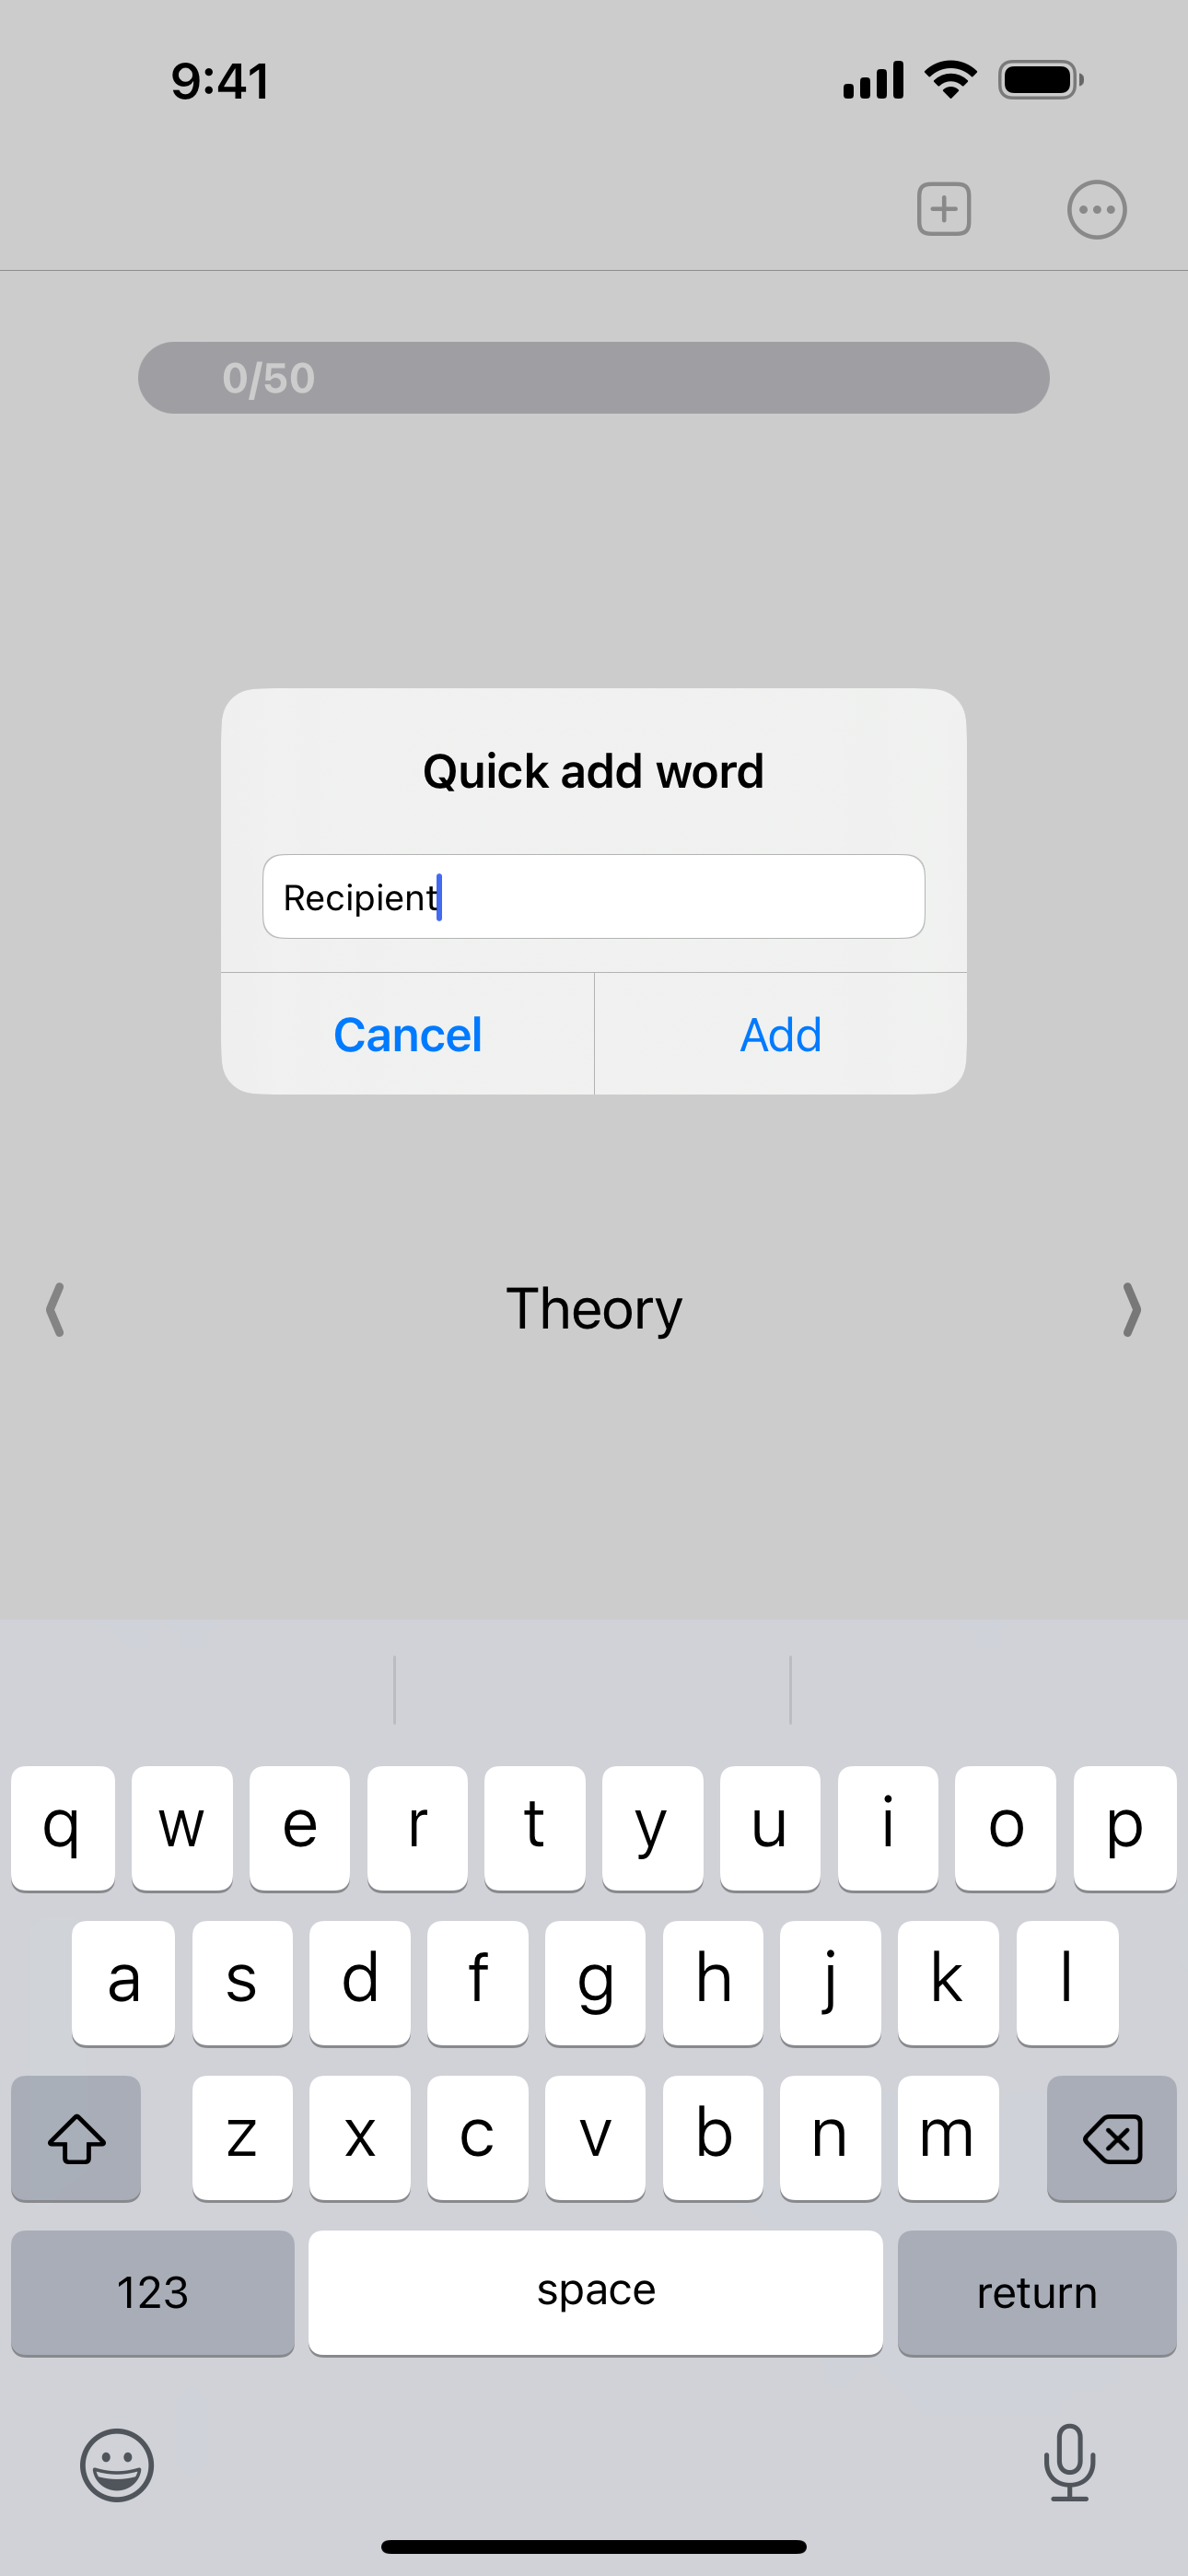 9:41
0/50
Quick add word
Recipient
Cancel Add
Theory
q w e r t y u i o p
a s d f g h j k l
z x c v b n m
123 space return